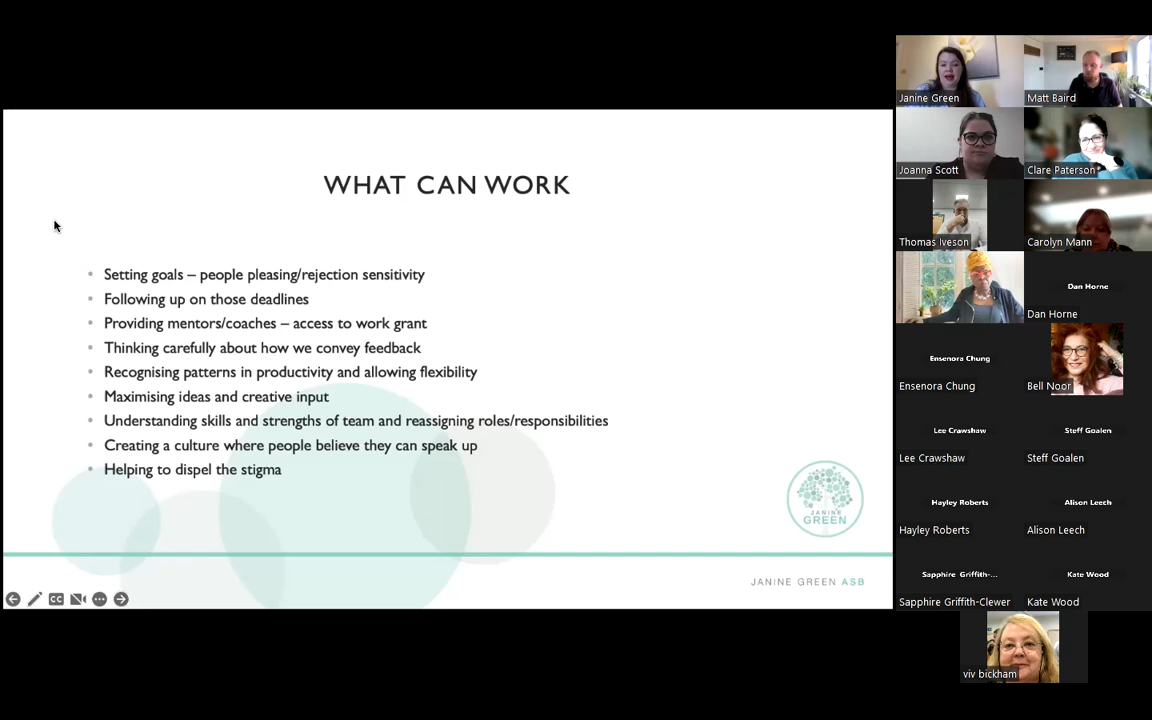 WHAT CAN WORK
Setting goals – people pleasing/rejection sensitivity
Following up on those deadlines
Providing mentors/coaches – access to work grant
Thinking carefully about how we convey feedback
Recognising patterns in productivity and allowing flexibility
Maximising ideas and creative input
Understanding skills and strengths of team and reassigning roles/responsibilities
Creating a culture where people believe they can speak up
Helping to dispel the stigma
JANINE
GREEN
JANINE GREEN ASB
CC
Janine Green
Matt Baird
Joanna Scott
Clare Paterson*
Thomas Iveson
Carolyn Mann
Dan Horne
Dan Horne
Ensenora Chung
Ensenora Chung
Bell Noor
Lee Crawshaw
Lee Crawshaw
Steff Goalen
Steff Goalen
Hayley Roberts
Hayley Roberts
Alison Leech
Alison Leech
Sapphire Griffith-...
Sapphire Griffith-Clewer
Kate Wood
Kate Wood
viv bickham